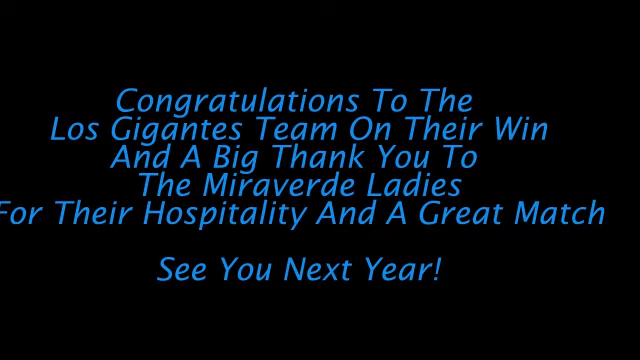 Congratulations To The
Los Gigantes Team On Their Win
And A Big Thank You To
The Miraverde Ladies
For Their Hospitality And A Great Match
See You Next Year!